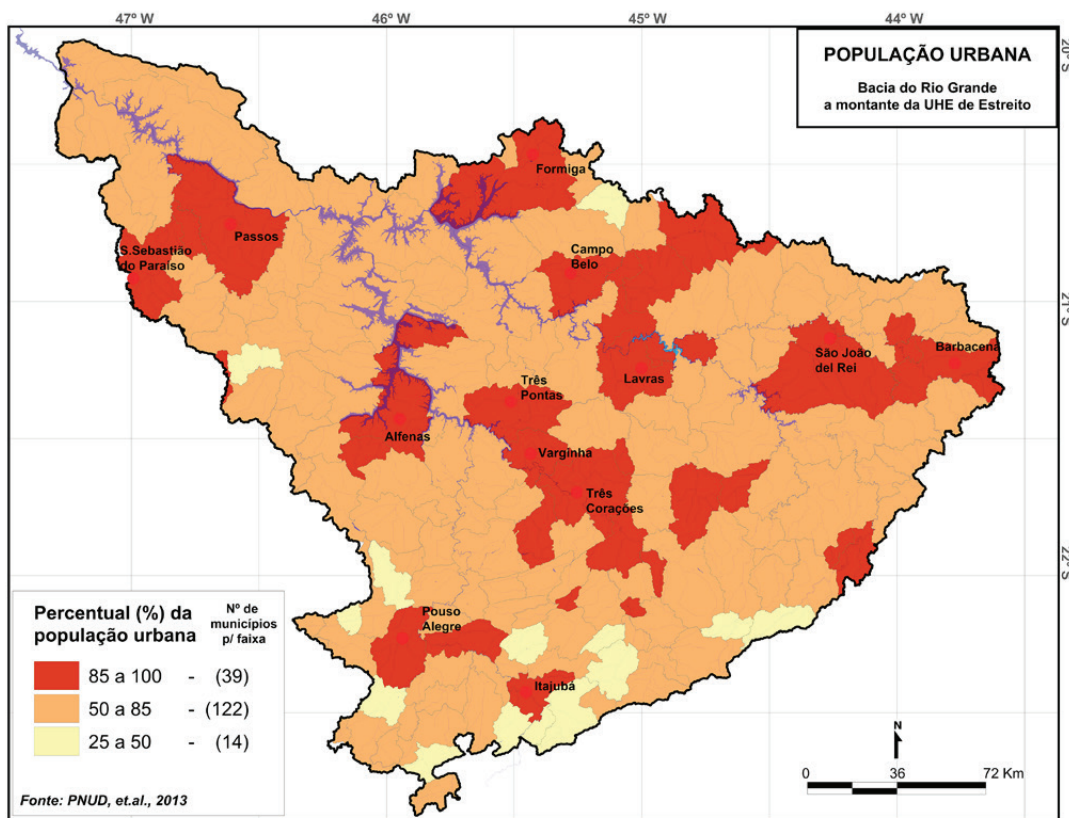 47° W 46° W 45° W 44° W
20° S
POPULAÇÃO URBANA
Bacia do Rio Grande
a montante da UHE de Estreito
Formiga
Passos
S.Sebastião
do Paraíso
Campo
Belo
21° S
São João
del Rei
Barbacena
Lavras
Três
Pontas
Alfenas
Varginha
Três
Corações
22° S
Pouso
Alegre
Itajubá
Percentual (%) da
população urbana
Nº de
municípios
p/ faixa
85 a 100 - (39)
50 a 85 - (122)
25 a 50 - (14)
Fonte: PNUD, et.al., 2013
N
0 36 72 Km